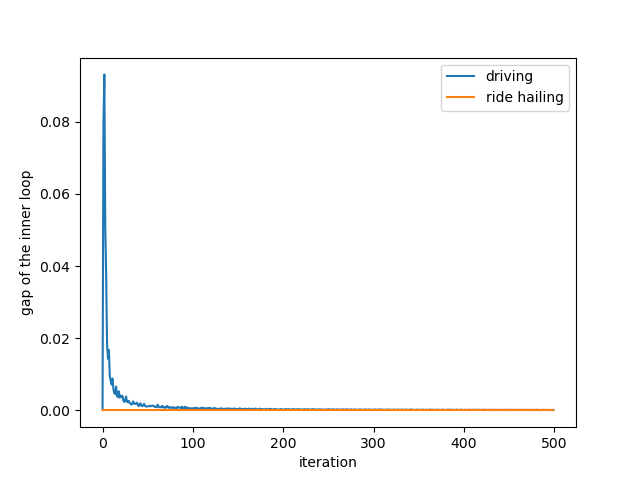 driving
ride hailing
0.08
0.06
0.04
0.02
0.00
gap of the inner loop
0 100 200 300 400 500
iteration